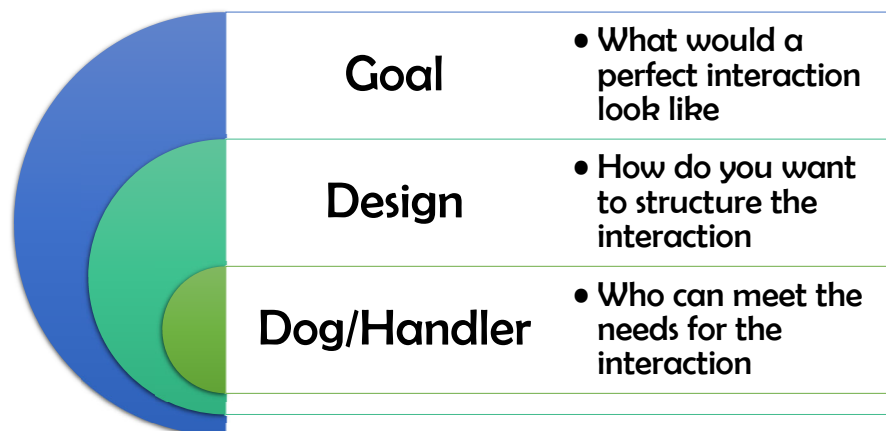 Goal
• What would a
perfect interaction
look like
Design
• How do you want
to structure the
interaction
Dog/Handler
• Who can meet the
needs for the
interaction